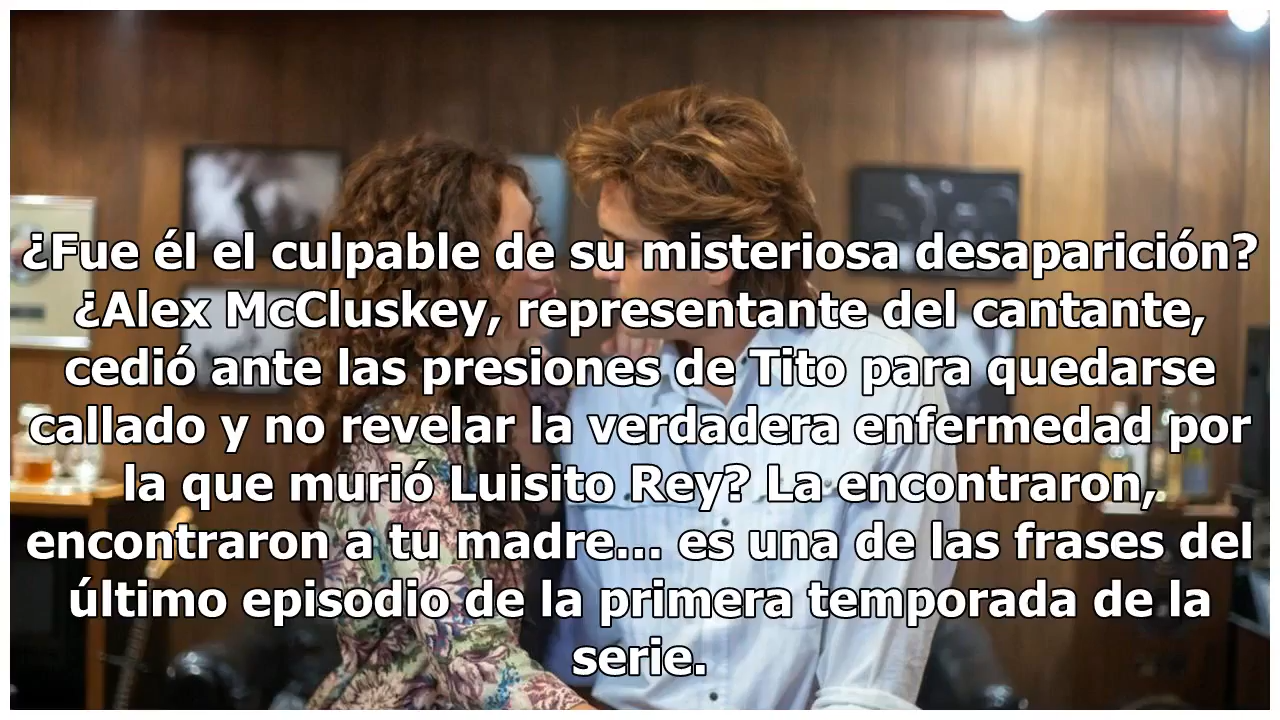 ¿Fue él el culpable de su misteriosa desaparición?
¿Alex McCluskey, representante del cantante,
cedió ante las presiones de Tito para quedarse
callado y no revelar la verdadera enfermedad por
la que murió Luisito Rey? La encontraron,
encontraron a tu madre... es una de las frases del
último episodio de la primera temporada de la
serie.